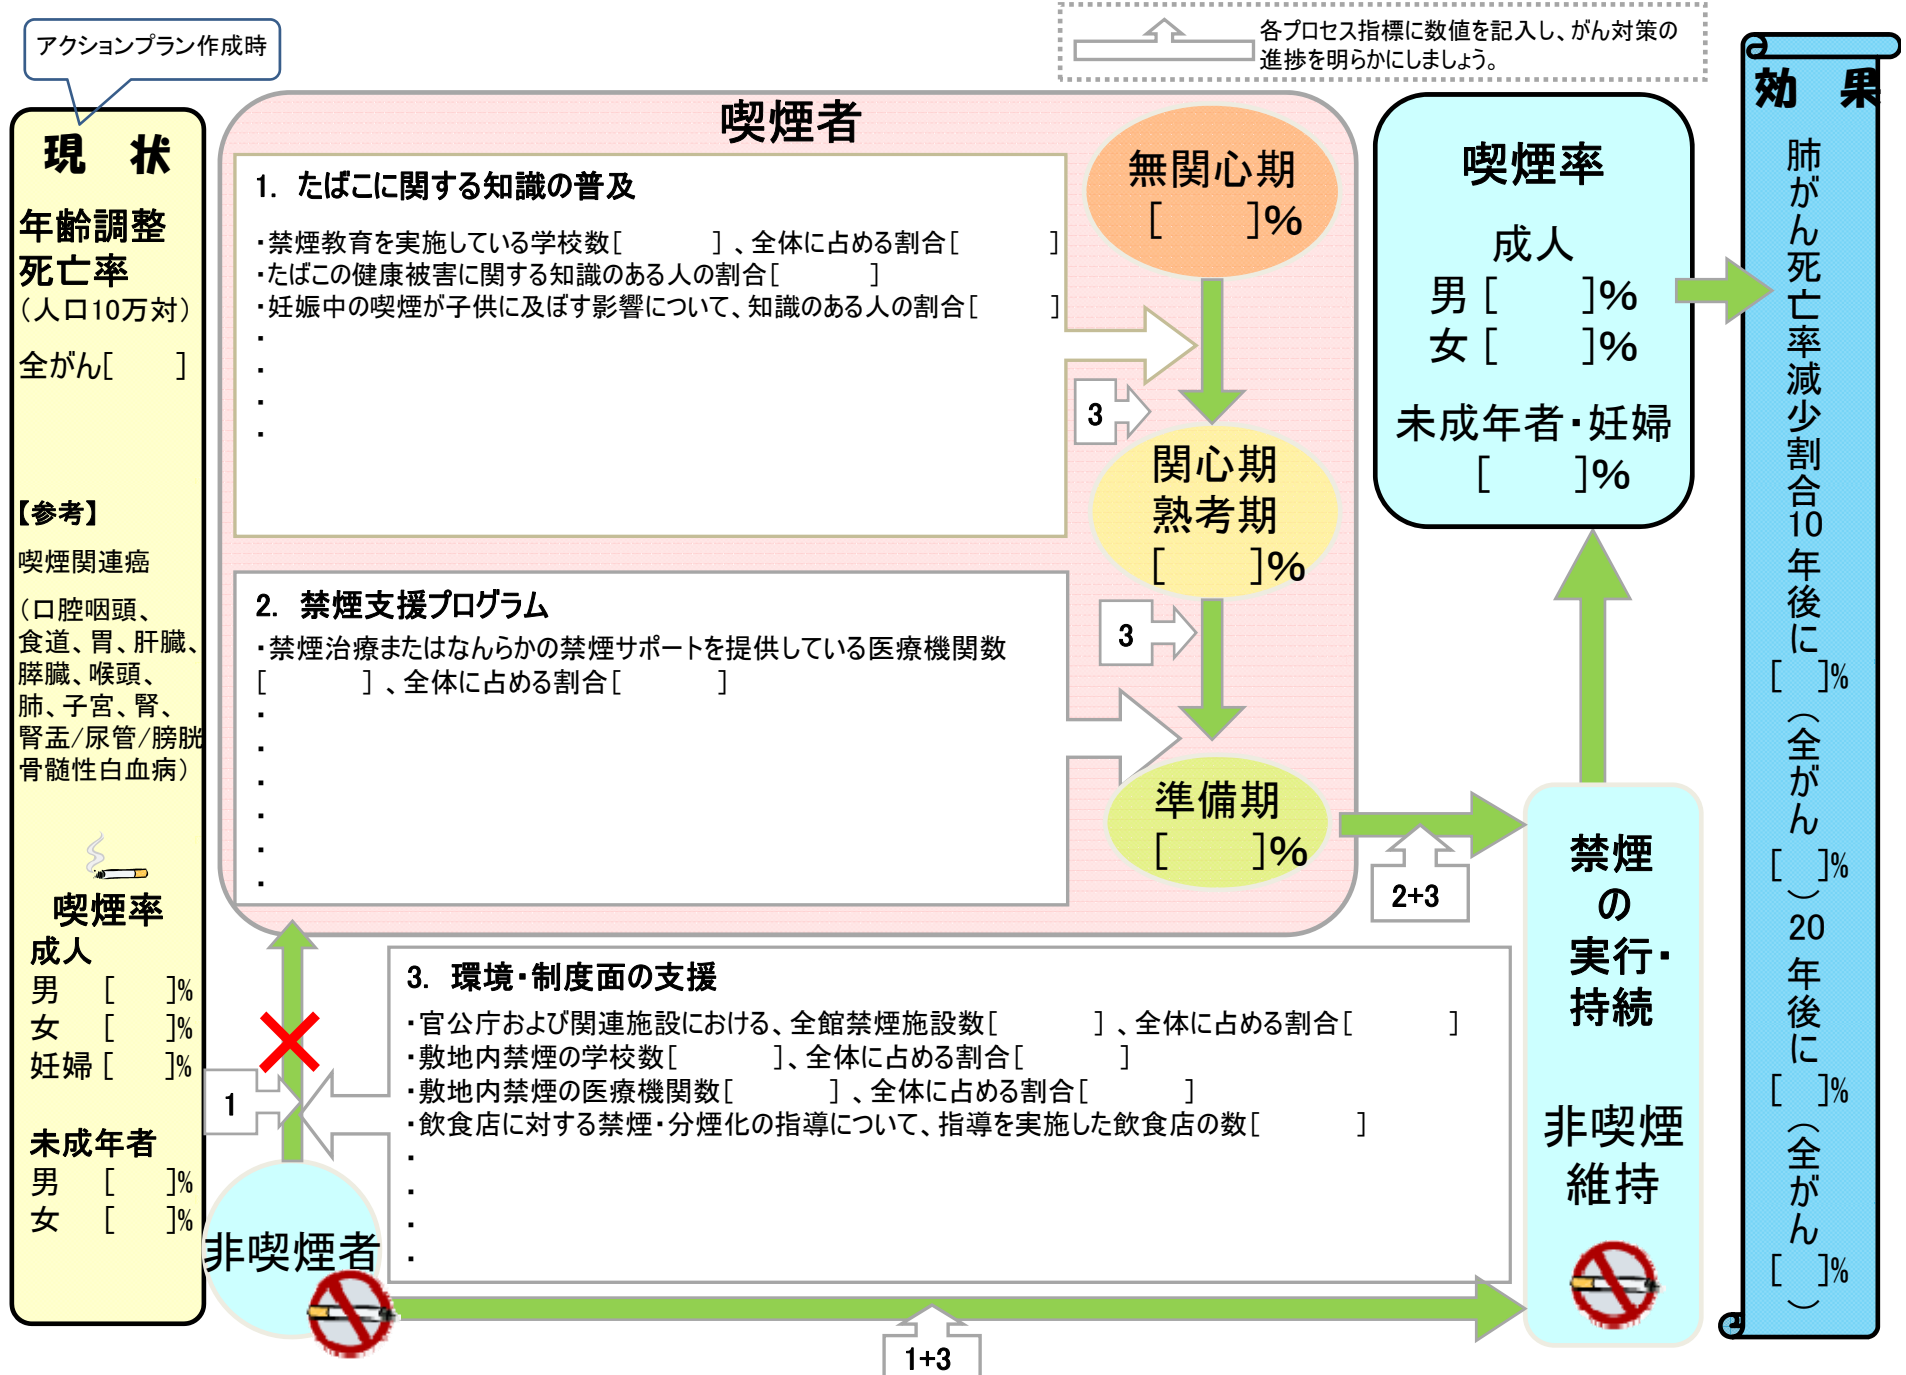 アクションプラン作成時
各プロセス指標に数値を記入し、がん対策の
進捗を明らかにしましょう。
現 状
年齢調整
死亡率
(人口10万対)
全がん[ ]
【参考】
喫煙関連癌
(口腔咽頭、
食道、胃、肝臓、
膵臓、喉頭、
肺、子宮、腎、
腎盂/尿管/膀胱
骨髄性白血病)
喫煙率
成人
男 [ ]%
女 [ ]%
妊婦 [ ]%
未成年者
男 [ ]%
女 [ ]%
喫煙者
1. たばこに関する知識の普及
・禁煙教育を実施している学校数[ ] 、全体に占める割合[ ]
・たばこの健康被害に関する知識のある人の割合[ ]
・妊娠中の喫煙が子供に及ぼす影響について、知識のある人の割合[ ]
・
・
・
・
無関心期
[ ]%
3
関心期
熟考期
[ ]%
2. 禁煙支援プログラム
・禁煙治療またはなんらかの禁煙サポートを提供している医療機関数
[ ] 、全体に占める割合[ ]
・
・
・
・
・
・
3
準備期
[ ]%
2+3
3. 環境・制度面の支援
・官公庁および関連施設における、全館禁煙施設数[ ] 、全体に占める割合[ ]
・敷地内禁煙の学校数[ ]、全体に占める割合[ ]
・敷地内禁煙の医療機関数[ ] 、全体に占める割合[ ]
・飲食店に対する禁煙・分煙化の指導について、指導を実施した飲食店の数[ ]
・
・
・
・
1
非喫煙者
1+3
禁煙
の
実行・
持続
非喫煙
維持
喫煙率
成人
男 [ ]%
女 [ ]%
未成年者・妊婦
[ ]%
効 果
肺がん死亡率減少割合10年後に[ ]%(全がん[ ]%)20年後に[ ]%(全がん[ ]%)